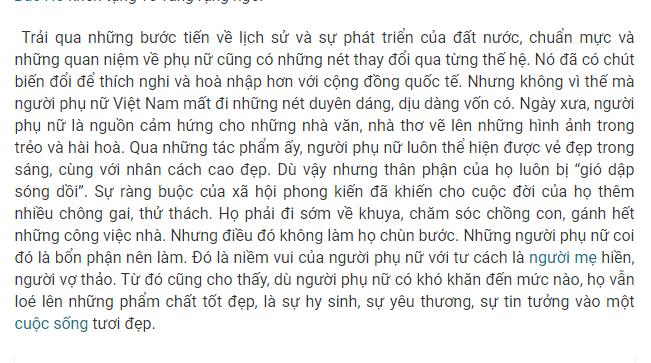 Trải qua những bước tiến về lịch sử và sự phát triển của đất nước, chuẩn mực và
những quan niệm về phụ nữ cũng có những nét thay đổi qua từng thế hệ. Nó đã có chút
biến đổi để thích nghi và hoà nhập hơn với cộng đồng quốc tế. Nhưng không vì thế mà
người phụ nữ Việt Nam mất đi những nét duyên dáng, dịu dàng vốn có. Ngày xưa, người
phụ nữ là nguồn cảm hứng cho những nhà văn, nhà thơ vẽ lên những hình ảnh trong
trẻo và hài hoà. Qua những tác phẩm ấy, người phụ nữ luôn thể hiện được vẻ đẹp trong
sáng, cùng với nhân cách cao đẹp. Dù vậy nhưng thân phận của họ luôn bị “gió dập
sóng dồi”. Sự ràng buộc của xã hội phong kiến đã khiến cho cuộc đời của họ thêm
nhiều chông gai, thử thách. Họ phải đi sớm về khuya, chăm sóc chồng con, gánh hết
những công việc nhà. Nhưng điều đó không làm họ chùn bước. Những người phụ nữ coi
đó là bổn phận nên làm. Đó là niềm vui của người phụ nữ với tư cách là người mẹ hiền,
người vợ thảo. Từ đó cũng cho thấy, dù người phụ nữ có khó khăn đến mức nào, họ vẫn
loé lên những phẩm chất tốt đẹp, là sự hy sinh, sự yêu thương, sự tin tưởng vào một
cuộc sống tươi đẹp.